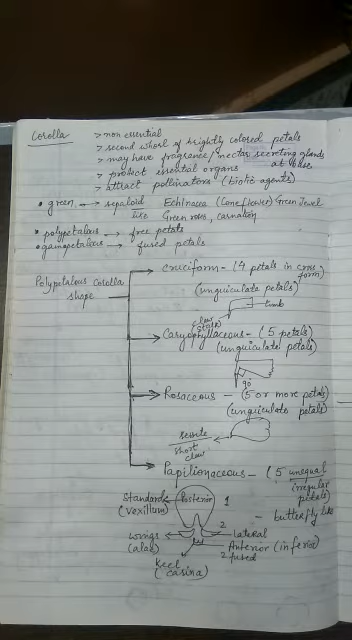 Corolla > non essential
> second whorl of brightly colored petals
> may have fragrance/nectar secreting glands
at base
> protect essential organs
> attract pollinators (biotic agents)
• green → sepaloid Echinacea (Coneflower) Green Jewel
like Green rose, carnation
• polypetalous → free petals
• gamopetalous → fused petals
Polypetalous corolla
shape
cruciform - (4 petals in cross
form)
(unguiculate petals)
claw
limb
Caryophyllaceous - (5 petals)
(unguiculate petals)
90
Rosaceous - (5 or more petals)
(unguiculate petals)
sessile
short
claw
Papilionaceous - (5 unequal
irregular
petals)
Standard
(vexillum)
Posterior 1
- butterfly like
wings
(alae)
2
Lateral
Anterior (inferior)
2 fused
Keel
(carina)